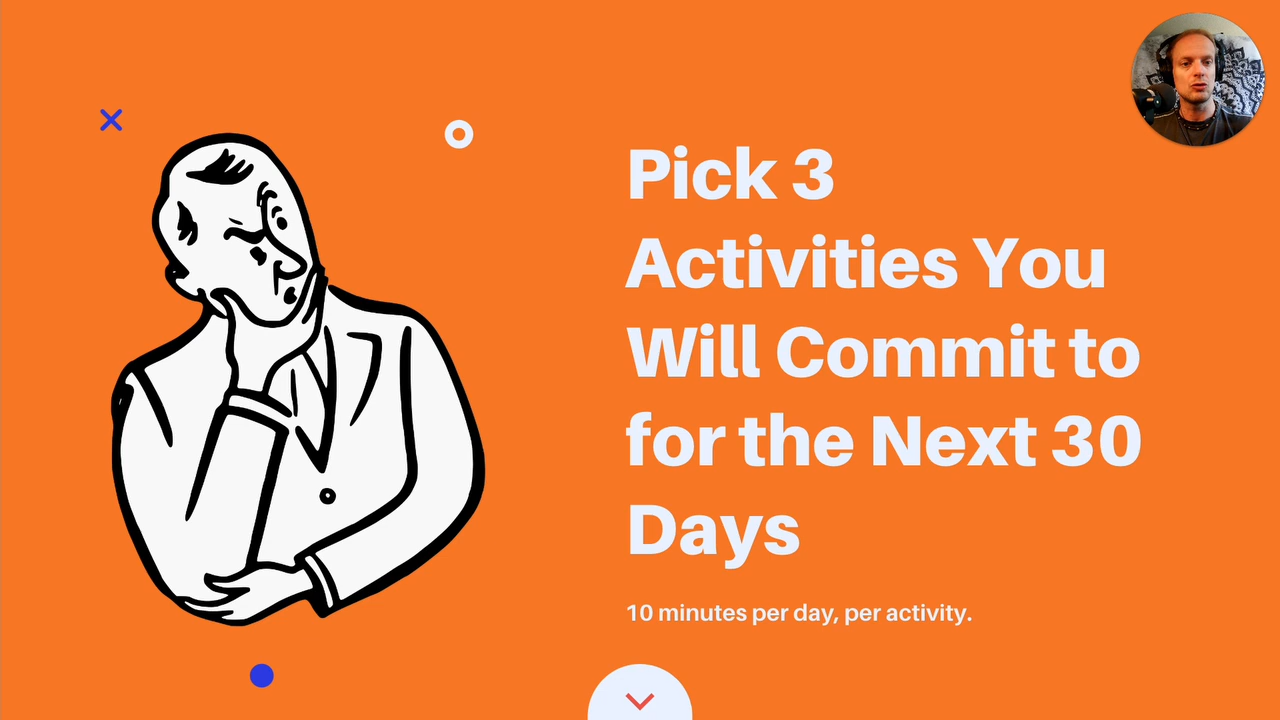 Pick 3
Activities You
Will Commit to
for the Next 30
Days
10 minutes per day, per activity.